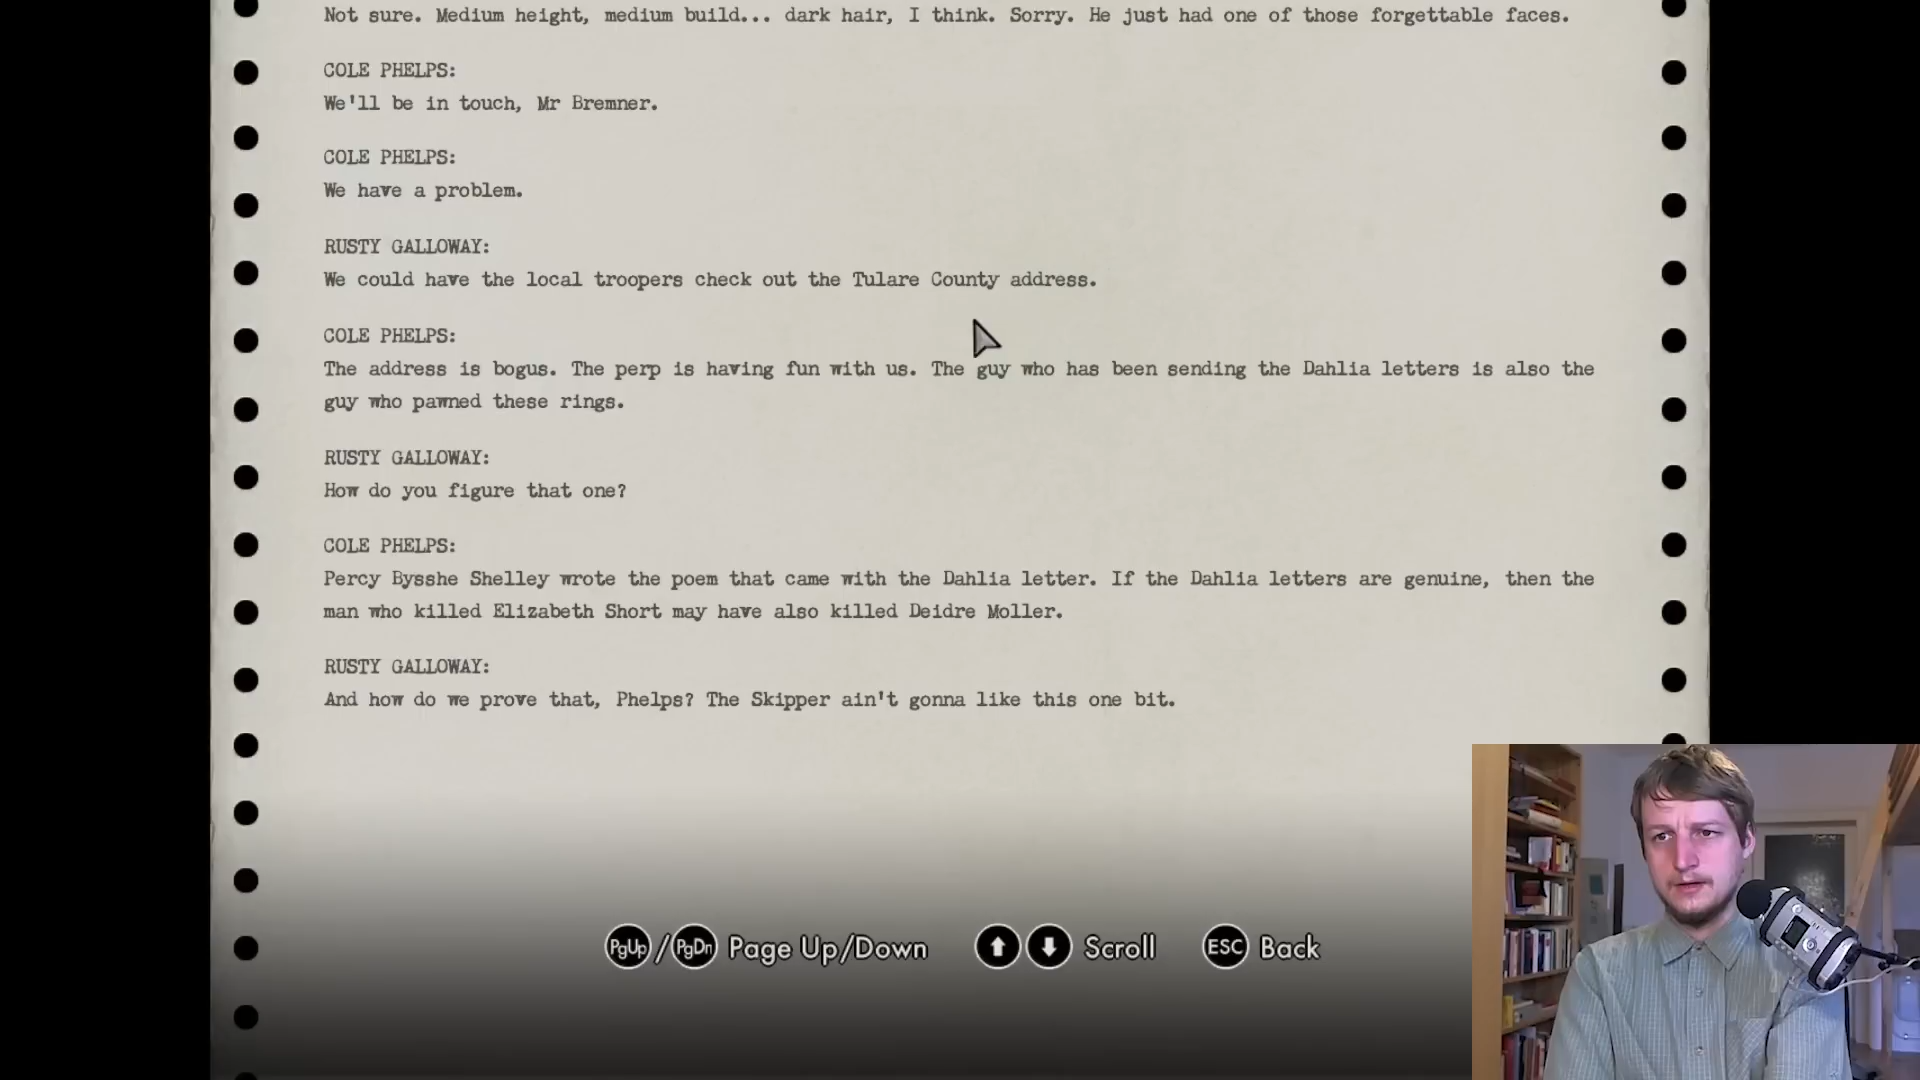 Not sure. Medium height, medium build... dark hair, I think. Sorry. He just had one of those forgettable faces.
COLE PHELPS:
We'll be in touch, Mr Bremner.
COLE PHELPS:
We have a problem.
RUSTY GALLOWAY:
We could have the local troopers check out the Tulare County address.
COLE PHELPS:
The address is bogus. The perp is having fun with us. The guy who has been sending the Dahlia letters is also the
guy who pawned these rings.
RUSTY GALLOWAY:
How do you figure that one?
COLE PHELPS:
Percy Bysshe Shelley wrote the poem that came with the Dahlia letter. If the Dahlia letters are genuine, then the
man who killed Elizabeth Short may have also killed Deidre Moller.
RUSTY GALLOWAY:
And how do we prove that, Phelps? The Skipper ain't gonna like this one bit.
PgUp/PgDn Page Up/Down Scroll ESC Back